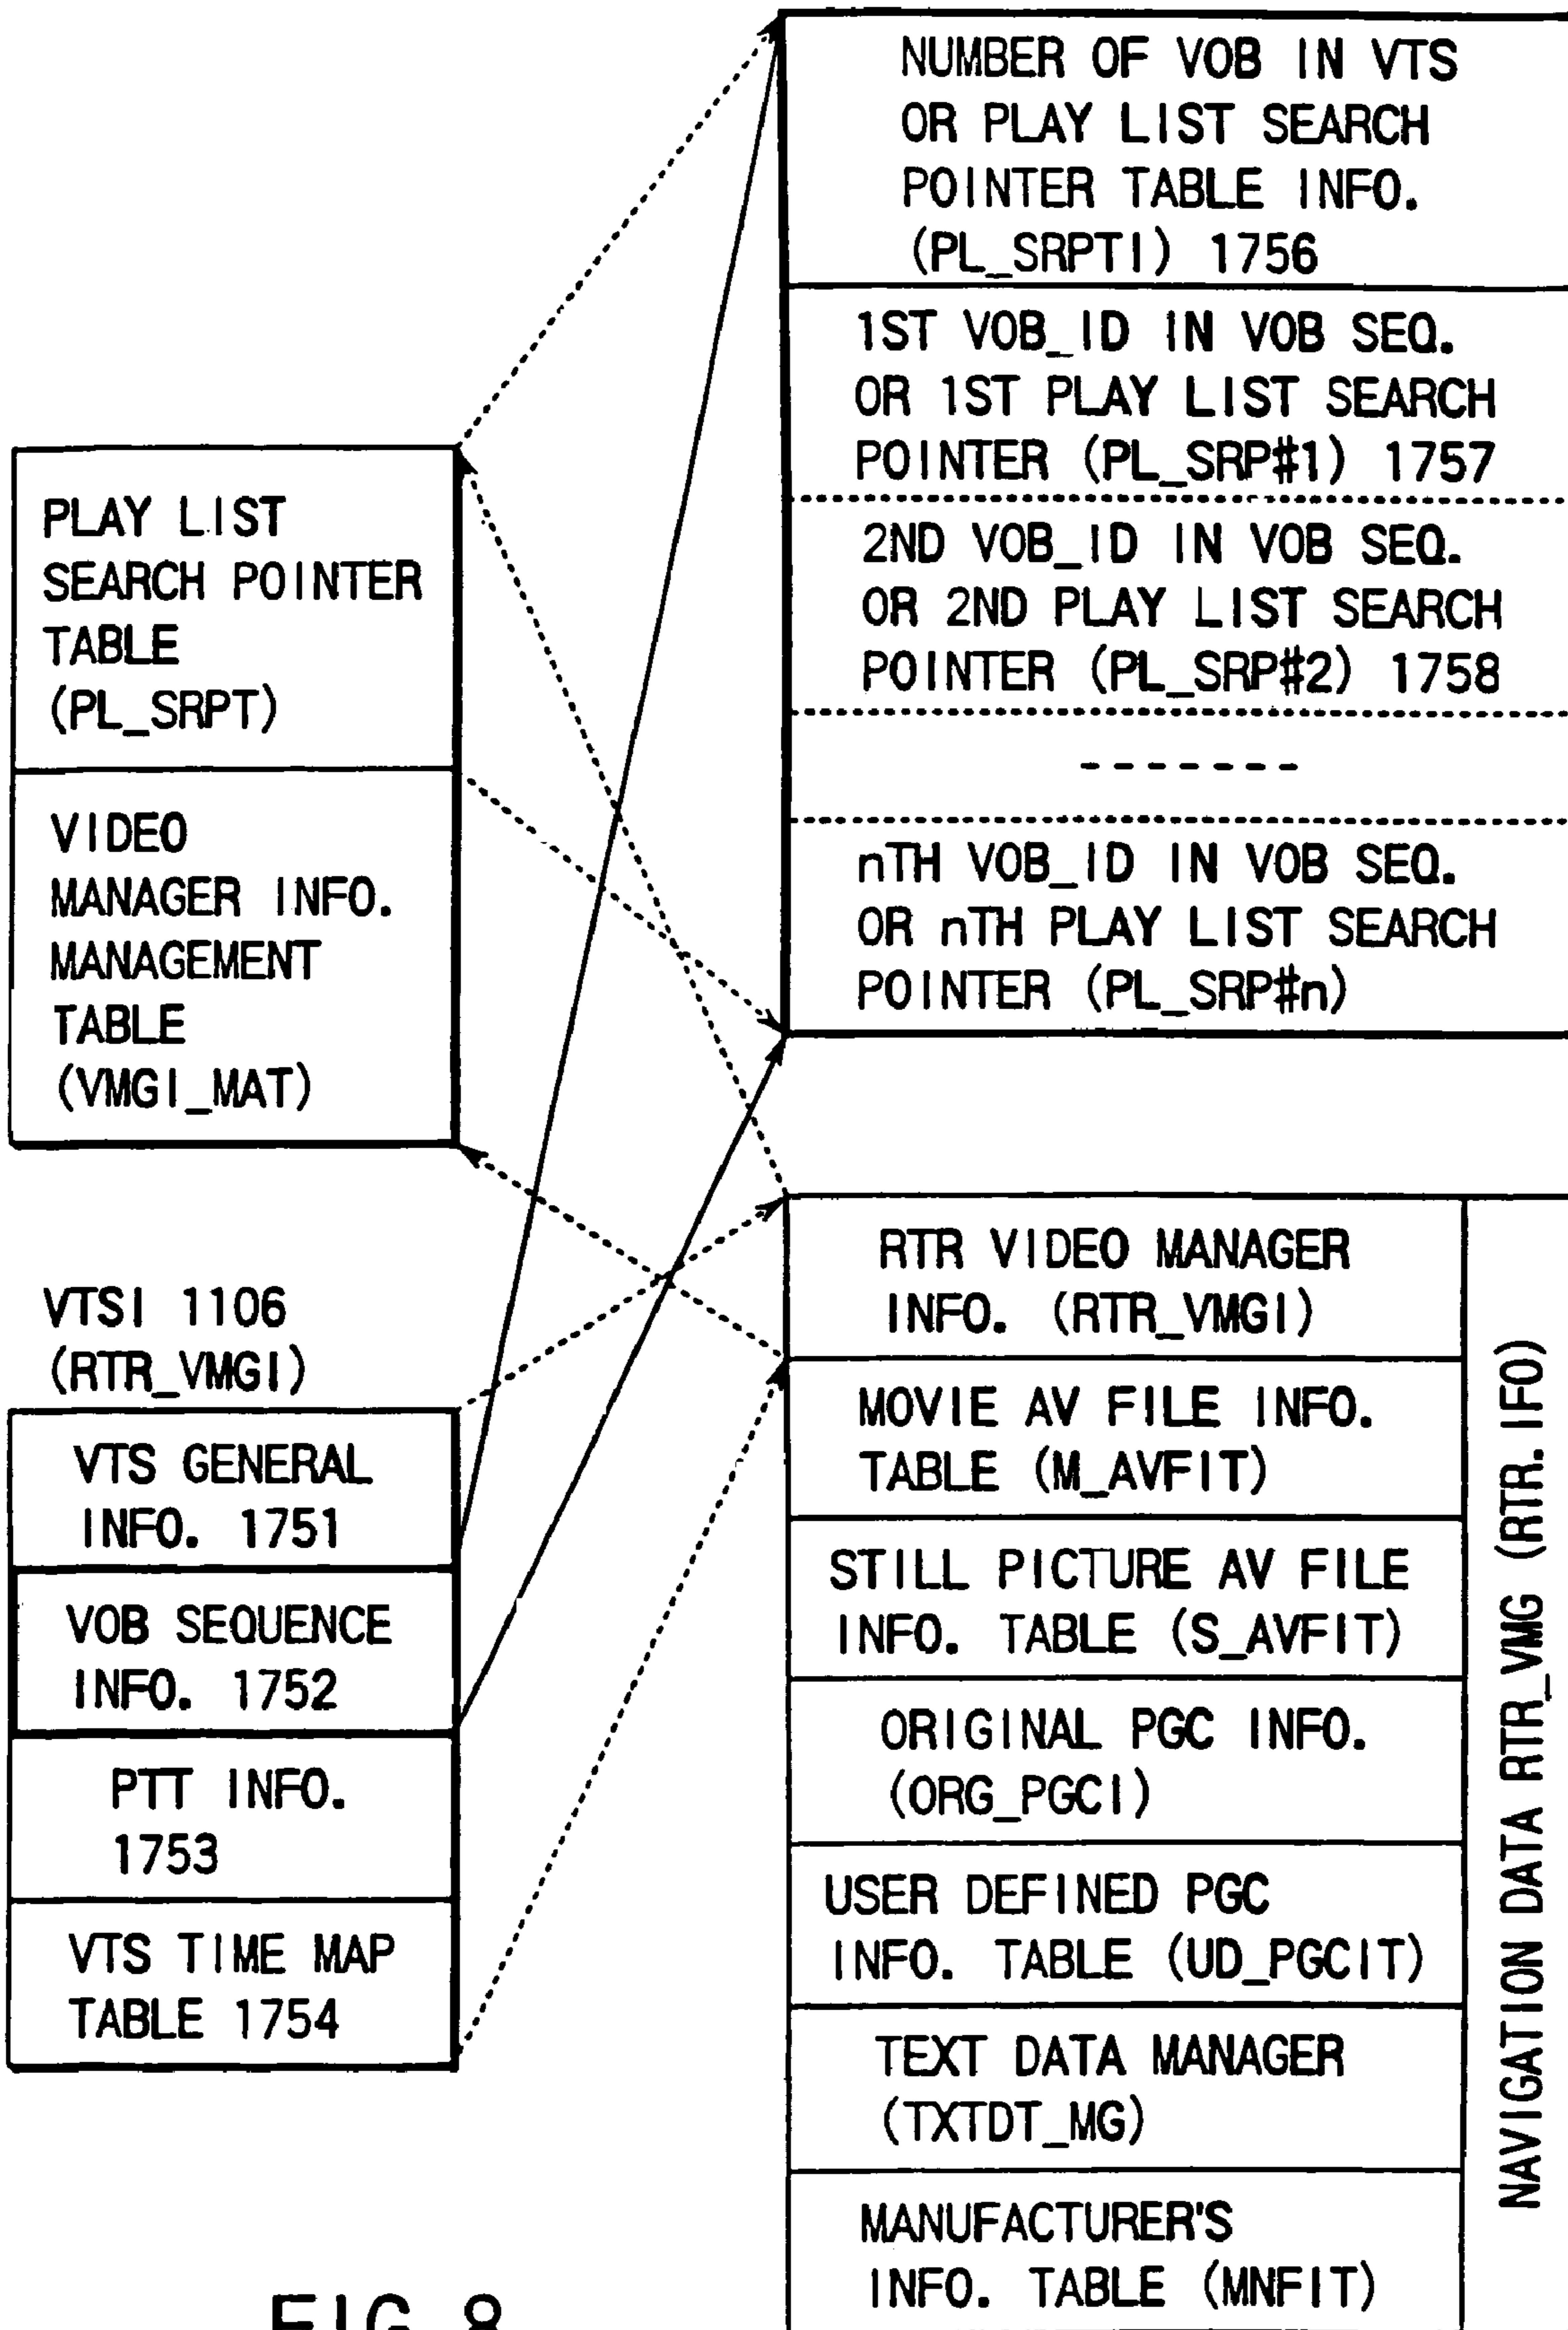 NUMBER OF VOB IN VTS
OR PLAY LIST SEARCH
POINTER TABLE INFO.
(PL_SRPTI) 1756
1ST VOB_ID IN VOB SEQ.
OR 1ST PLAY LIST SEARCH
POINTER (PL_SRP#1) 1757
2ND VOB_ID IN VOB SEQ.
OR 2ND PLAY LIST SEARCH
POINTER (PL_SRP#2) 1758
-------
nTH VOB_ID IN VOB SEQ.
OR nTH PLAY LIST SEARCH
POINTER (PL_SRP#n)
PLAY LIST
SEARCH POINTER
TABLE
(PL_SRPT)
VIDEO
MANAGER INFO.
MANAGEMENT
TABLE
(VMGI_MAT)
VTSI 1106
(RTR_VMGI)
VTS GENERAL
INFO. 1751
VOB SEQUENCE
INFO. 1752
PTT INFO.
1753
VTS TIME MAP
TABLE 1754
RTR VIDEO MANAGER
INFO. (RTR_VMGI)
MOVIE AV FILE INFO.
TABLE (M_AVFIT)
STILL PICTURE AV FILE
INFO. TABLE (S_AVFIT)
ORIGINAL PGC INFO.
(ORG_PGCI)
USER DEFINED PGC
INFO. TABLE (UD_PGCIT)
TEXT DATA MANAGER
(TXTDT_MG)
MANUFACTURER'S
INFO. TABLE (MNFIT)
NAVIGATION DATA RTR_VMG (RTR.IFO)
FIG. 8